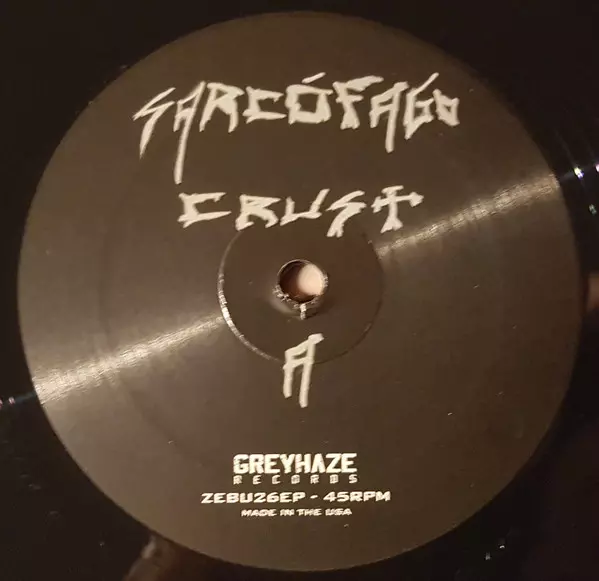 SARCÓFAGO
CRUST
A
GREYHAZE
RECORDS
ZEBU26EP - 45RPM
MADE IN THE USA